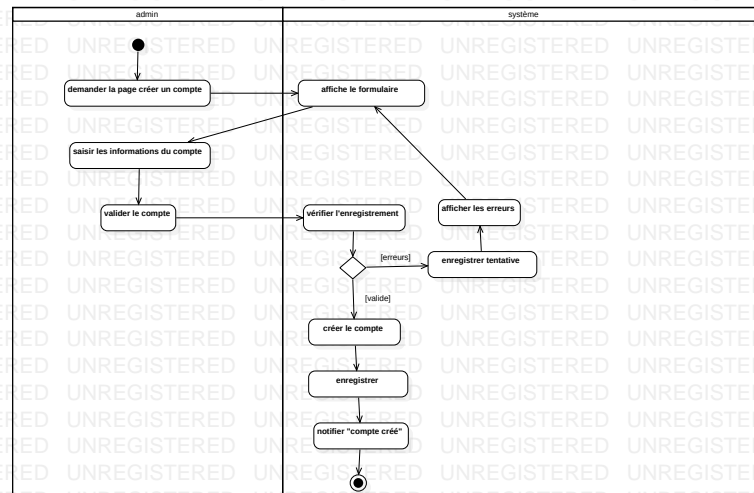 admin
système
demander la page créer un compte
affiche le formulaire
saisir les informations du compte
valider le compte
vérifier l'enregistrement
afficher les erreurs
[erreurs]
enregistrer tentative
[valide]
créer le compte
enregistrer
notifier "compte créé"
UNREGISTERED